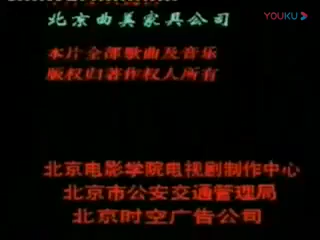 YOUKU
北京曲美家具公司
本片全部歌曲及音乐
版权归著作权人所有
北京电影学院电视剧制作中心
北京市公安交通管理局
北京时空广告公司